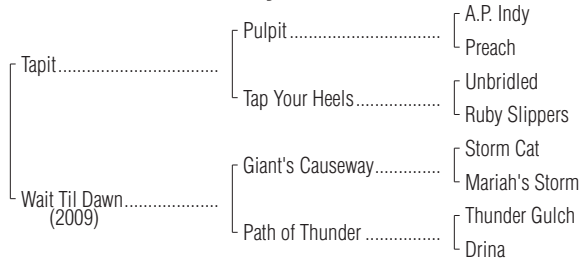 A.P. Indy
Pulpit
Preach
Tapit
Unbridled
Tap Your Heels
Ruby Slippers
Storm Cat
Giant's Causeway
Mariah's Storm
Wait Til Dawn
(2009)
Thunder Gulch
Path of Thunder
Drina